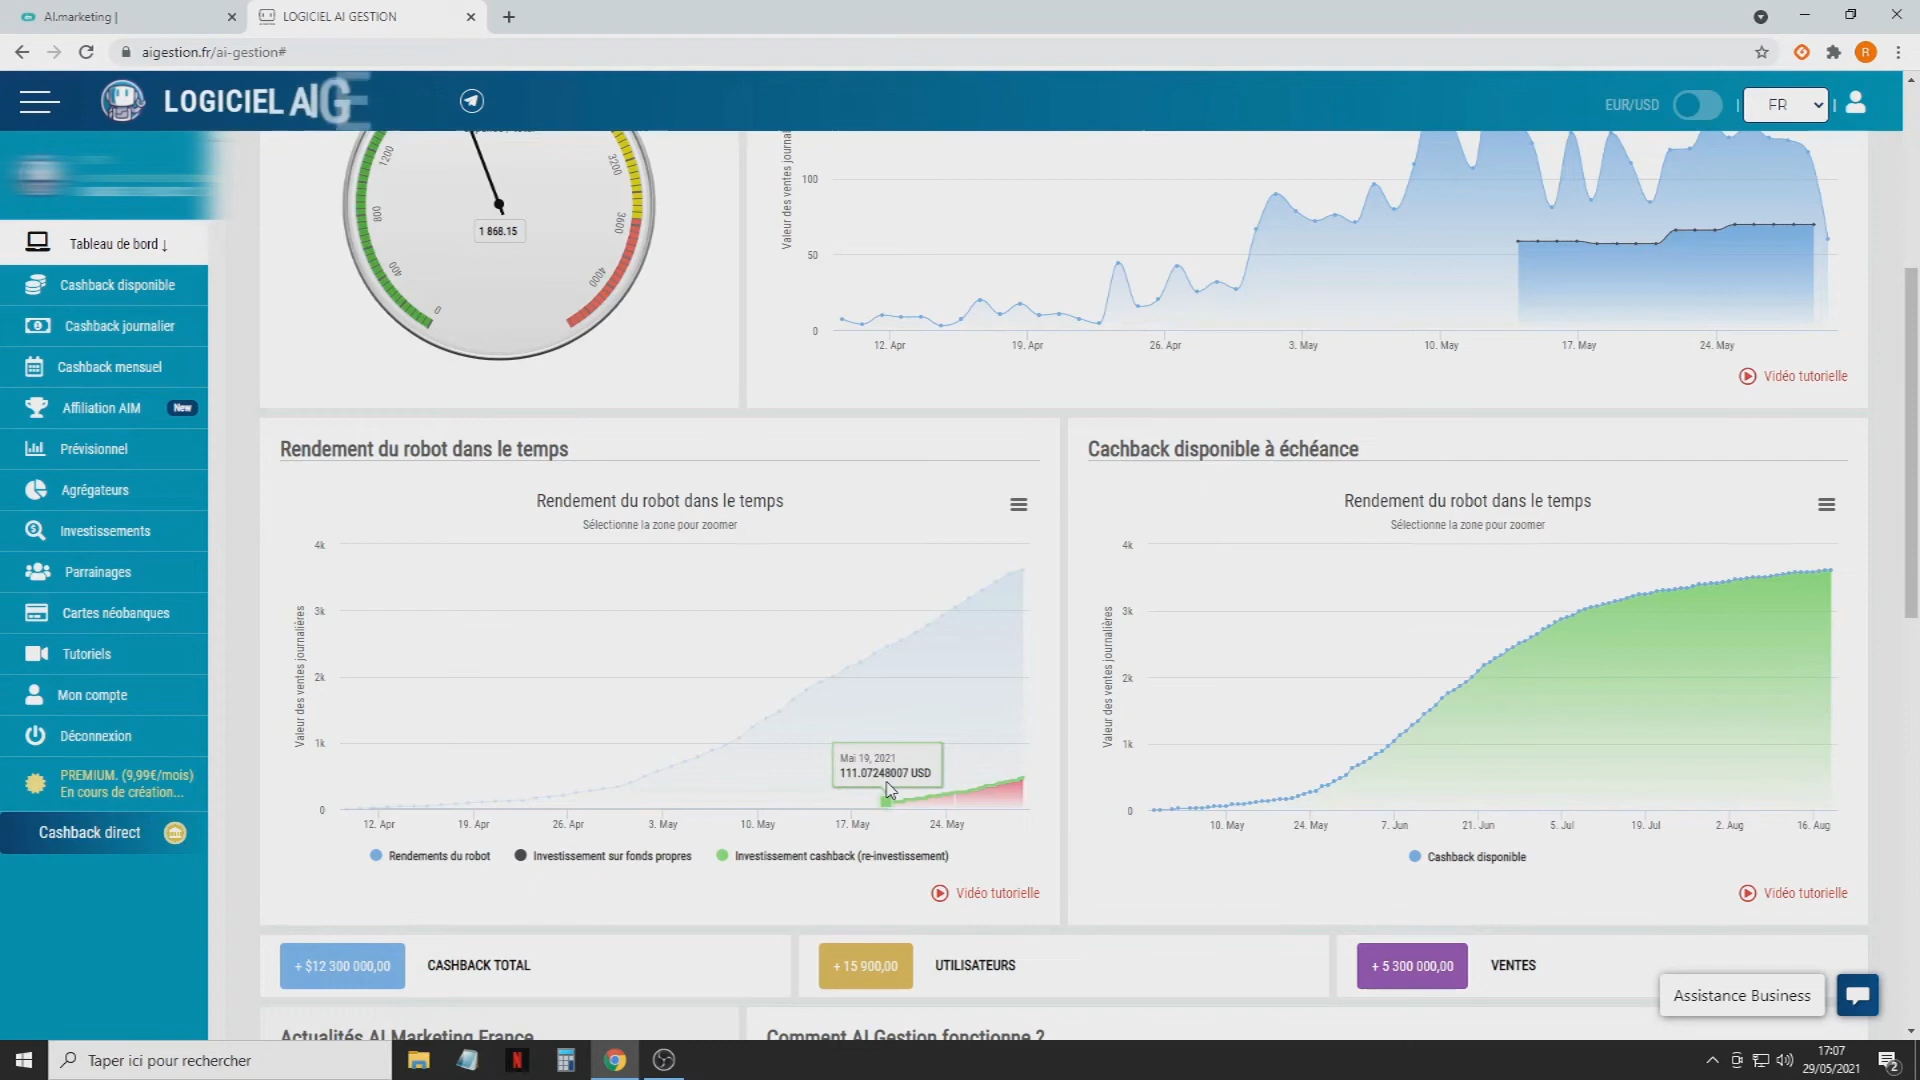 AI.marketing |
LOGICIEL AI GESTION
aigestion.fr/ai-gestion#
R
LOGICIEL AIGE
EUR/USD
FR
Tableau de bord ↓
Cashback disponible
Cashback journalier
Cashback mensuel
Affiliation AIM
New
Prévisionnel
Agrégateurs
Investissements
Parrainages
Cartes néobanques
Tutoriels
Mon compte
Déconnexion
PREMIUM. (9,99€/mois)
En cours de création...
Cashback direct
0
400
800
1200
3200
3600
4000
1 868.15
Valeur des ventes journa
100
50
0
12. Apr
19. Apr
26. Apr
3. May
10. May
17. May
24. May
Vidéo tutorielle
Rendement du robot dans le temps
Rendement du robot dans le temps
Sélectionne la zone pour zoomer
Valeur des ventes journalières
4k
3k
2k
1k
0
Mai 19, 2021
111.07248007 USD
12. Apr
19. Apr
26. Apr
3. May
10. May
17. May
24. May
Rendements du robot
Investissement sur fonds propres
Investissement cashback (re-investissement)
Vidéo tutorielle
Cachback disponible à échéance
Rendement du robot dans le temps
Sélectionne la zone pour zoomer
Valeur des ventes journalières
4k
3k
2k
1k
0
10. May
24. May
7. Jun
21. Jun
5. Jul
19. Jul
2. Aug
16. Aug
Cashback disponible
Vidéo tutorielle
+ $12 300 000,00
CASHBACK TOTAL
+ 15 900,00
UTILISATEURS
+ 5 300 000,00
VENTES
Assistance Business
Actualités AI Marketing France
Comment AI Gestion fonctionne ?
Taper ici pour rechercher
17:07
29/05/2021
2